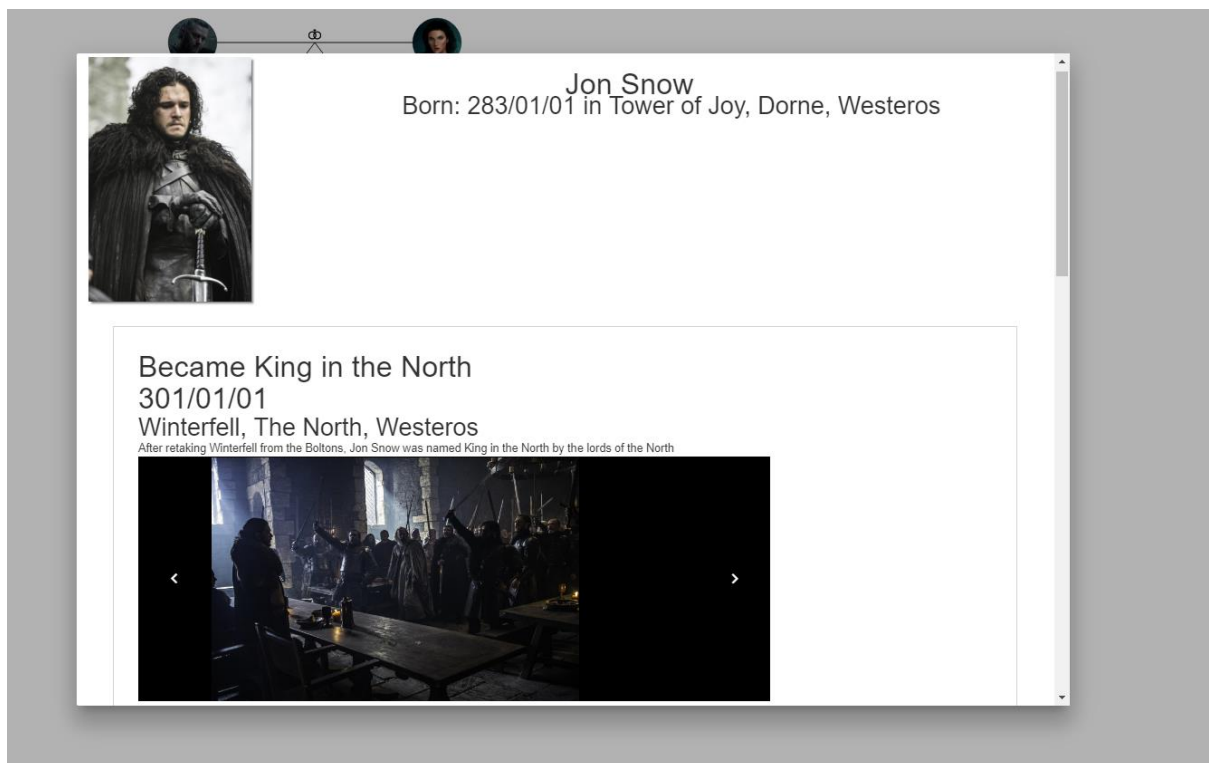 Jon Snow
Born: 283/01/01 in Tower of Joy, Dorne, Westeros
Became King in the North
301/01/01
Winterfell, The North, Westeros
After retaking Winterfell from the Boltons, Jon Snow was named King in the North by the lords of the North